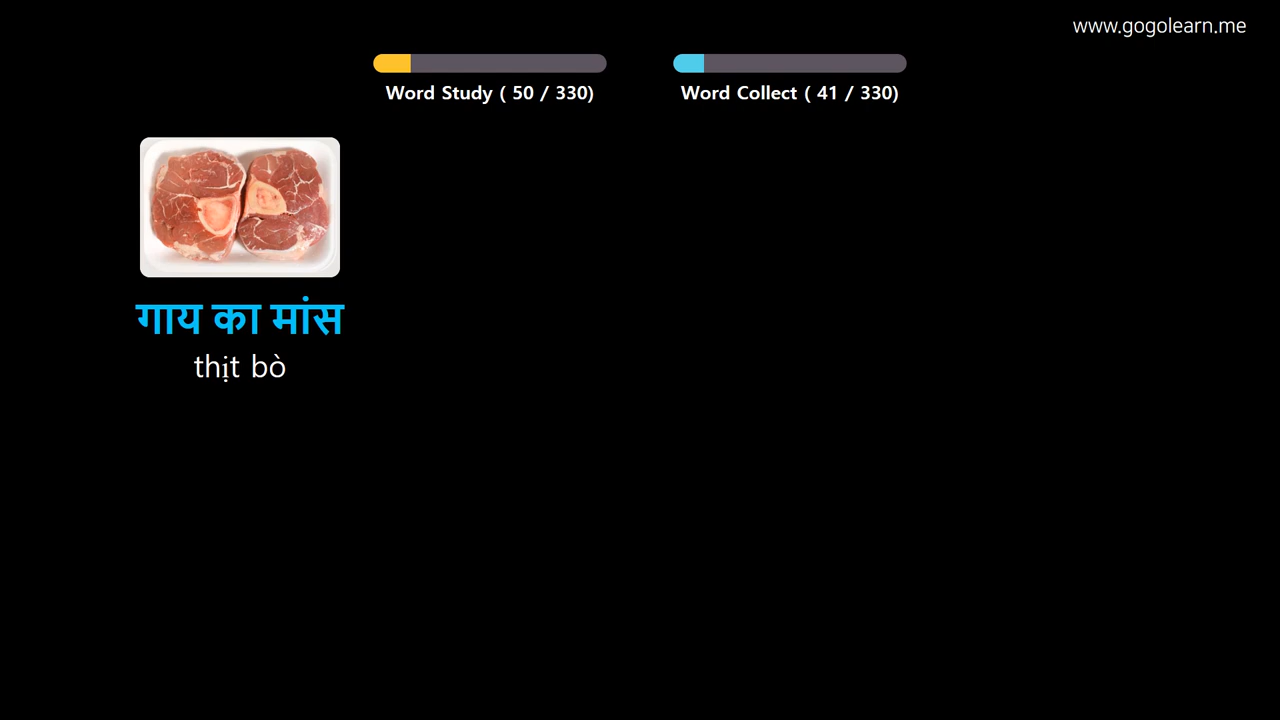 www.gogolearn.me
Word Study ( 50 / 330)
Word Collect ( 41 / 330)
गाय का मांस
thịt bò